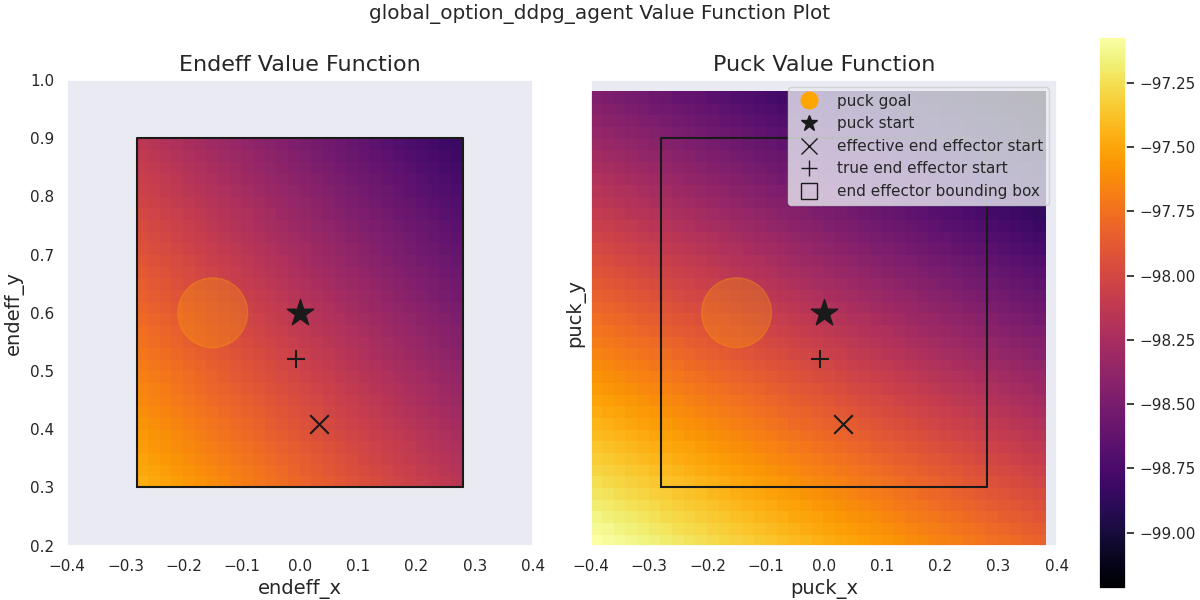 global_option_ddpg_agent Value Function Plot
Endeff Value Function
Puck Value Function
1.0
0.9
0.8
0.7
0.6
0.5
0.4
0.3
0.2
endeff_y
−0.4 −0.3 −0.2 −0.1 0.0 0.1 0.2 0.3 0.4
endeff_x
puck goal
puck start
effective end effector start
true end effector start
end effector bounding box
puck_y
−0.4 −0.3 −0.2 −0.1 0.0 0.1 0.2 0.3 0.4
puck_x
−97.25
−97.50
−97.75
−98.00
−98.25
−98.50
−98.75
−99.00